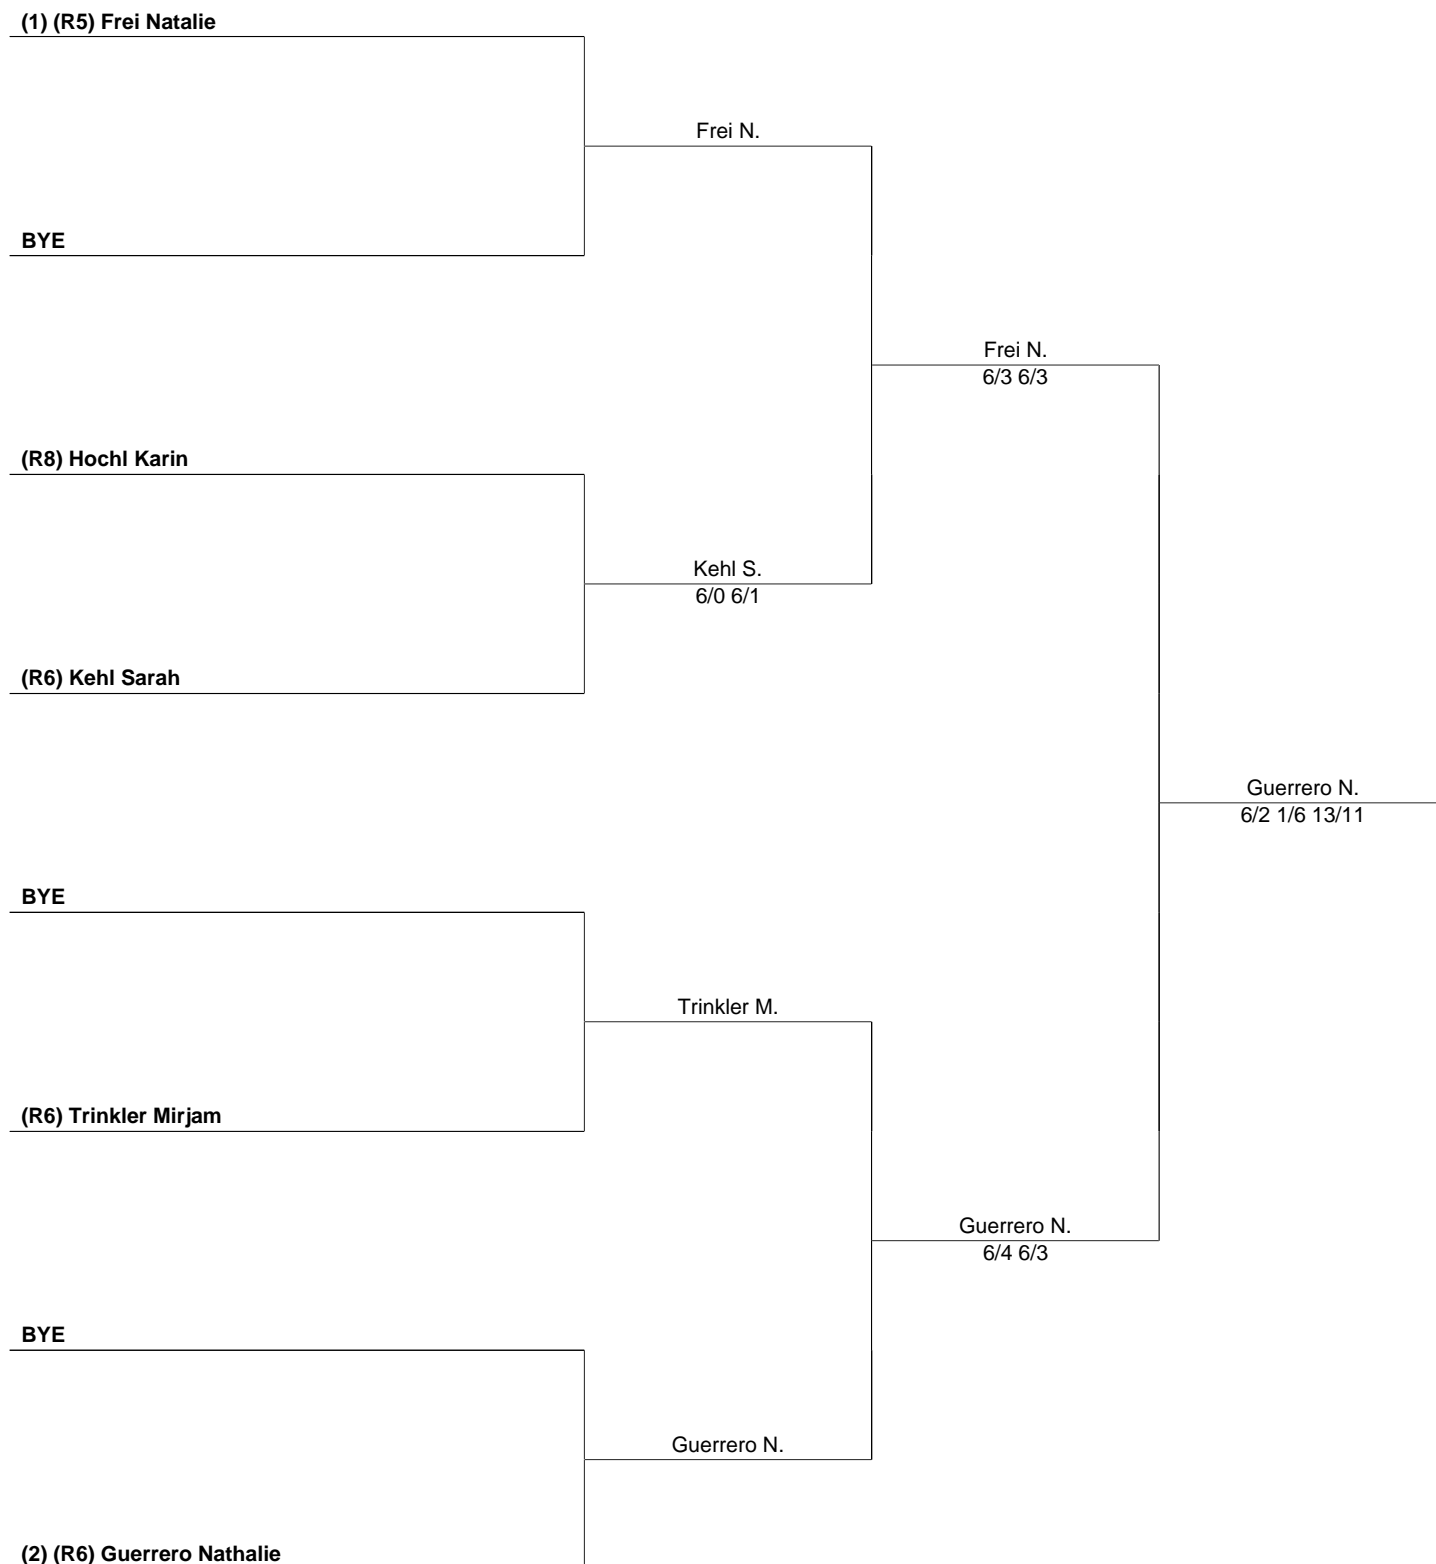 (1) (R5) Frei Natalie
Frei N.
BYE
Frei N.
6/3 6/3
(R8) Hochl Karin
Kehl S.
6/0 6/1
(R6) Kehl Sarah
Guerrero N.
6/2 1/6 13/11
BYE
Trinkler M.
(R6) Trinkler Mirjam
Guerrero N.
6/4 6/3
BYE
Guerrero N.
(2) (R6) Guerrero Nathalie